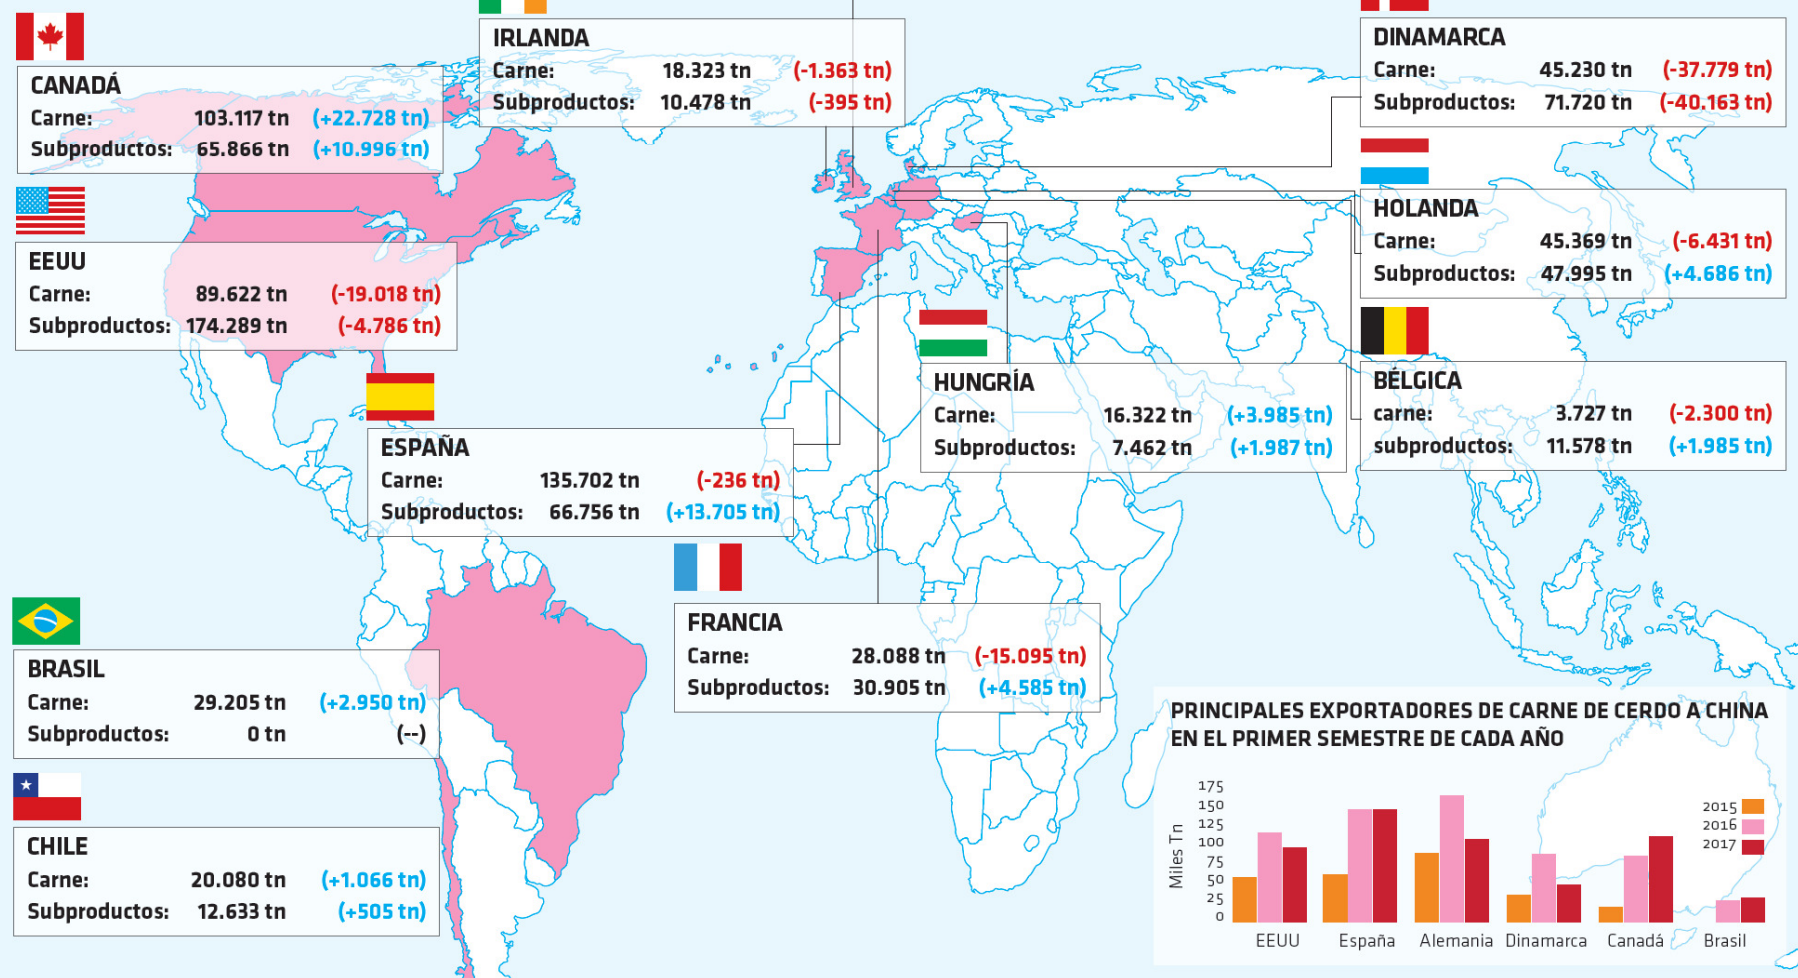 CANADÁ
Carne: 103.117 tn (+22.728 tn)
Subproductos: 65.866 tn (+10.996 tn)
IRLANDA
Carne: 18.323 tn (-1.363 tn)
Subproductos: 10.478 tn (-395 tn)
DINAMARCA
Carne: 45.230 tn (-37.779 tn)
Subproductos: 71.720 tn (-40.163 tn)
EEUU
Carne: 89.622 tn (-19.018 tn)
Subproductos: 174.289 tn (-4.786 tn)
HOLANDA
Carne: 45.369 tn (-6.431 tn)
Subproductos: 47.995 tn (+4.686 tn)
ESPAÑA
Carne: 135.702 tn (-236 tn)
Subproductos: 66.756 tn (+13.705 tn)
HUNGRÍA
Carne: 16.322 tn (+3.985 tn)
Subproductos: 7.462 tn (+1.987 tn)
BÉLGICA
carne: 3.727 tn (-2.300 tn)
subproductos: 11.578 tn (+1.985 tn)
FRANCIA
Carne: 28.088 tn (-15.095 tn)
Subproductos: 30.905 tn (+4.585 tn)
BRASIL
Carne: 29.205 tn (+2.950 tn)
Subproductos: 0 tn (--)
CHILE
Carne: 20.080 tn (+1.066 tn)
Subproductos: 12.633 tn (+505 tn)
PRINCIPALES EXPORTADORES DE CARNE DE CERDO A CHINA
EN EL PRIMER SEMESTRE DE CADA AÑO
Miles Tn
175
150
125
100
75
50
25
0
2015
2016
2017
EEUU España Alemania Dinamarca Canadá Brasil